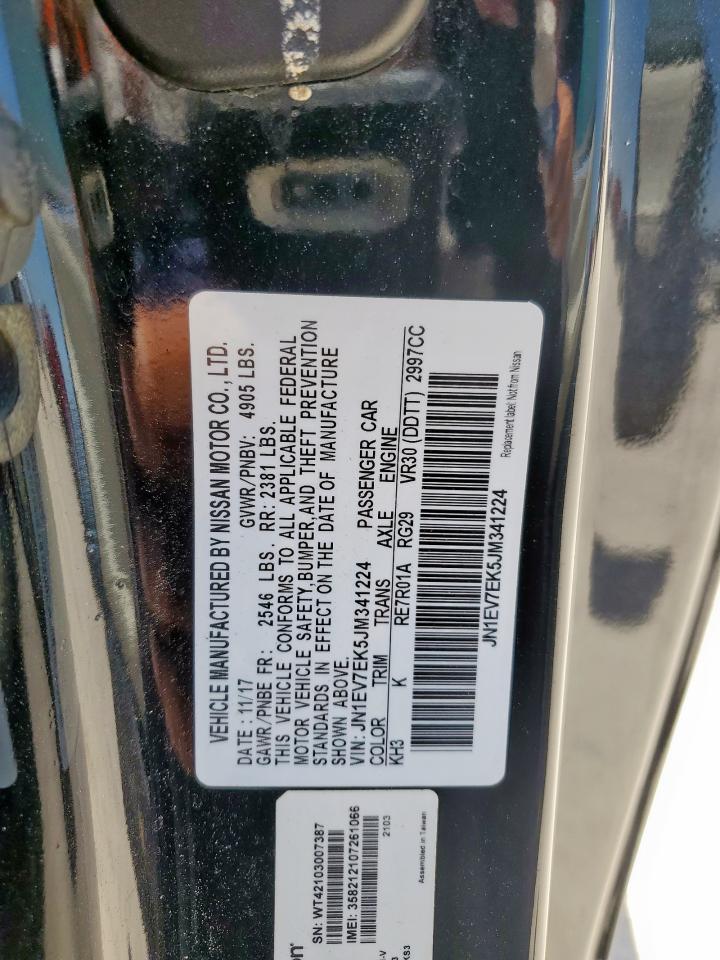 VEHICLE MANUFACTURED BY NISSAN MOTOR CO., LTD.
DATE : 11/17 GVWR/PNBV: 4905 LBS.
GAWR/PNBE FR: 2546 LBS. RR: 2381 LBS.
THIS VEHICLE CONFORMS TO ALL APPLICABLE FEDERAL
MOTOR VEHICLE SAFETY,BUMPER,AND THEFT PREVENTION
STANDARDS IN EFFECT ON THE DATE OF MANUFACTURE
SHOWN ABOVE.
VIN: JN1EV7EK5JM341224 PASSENGER CAR
COLOR TRIM TRANS AXLE ENGINE
KH3 K RE7R01A RG29 VR30 (DDTT) 2997CC
JN1EV7EK5JM341224
Replacement label: Not from Nissan
SN: WT42103007387
IMEI: 358212107261066
2103
Assembled in Taiwan